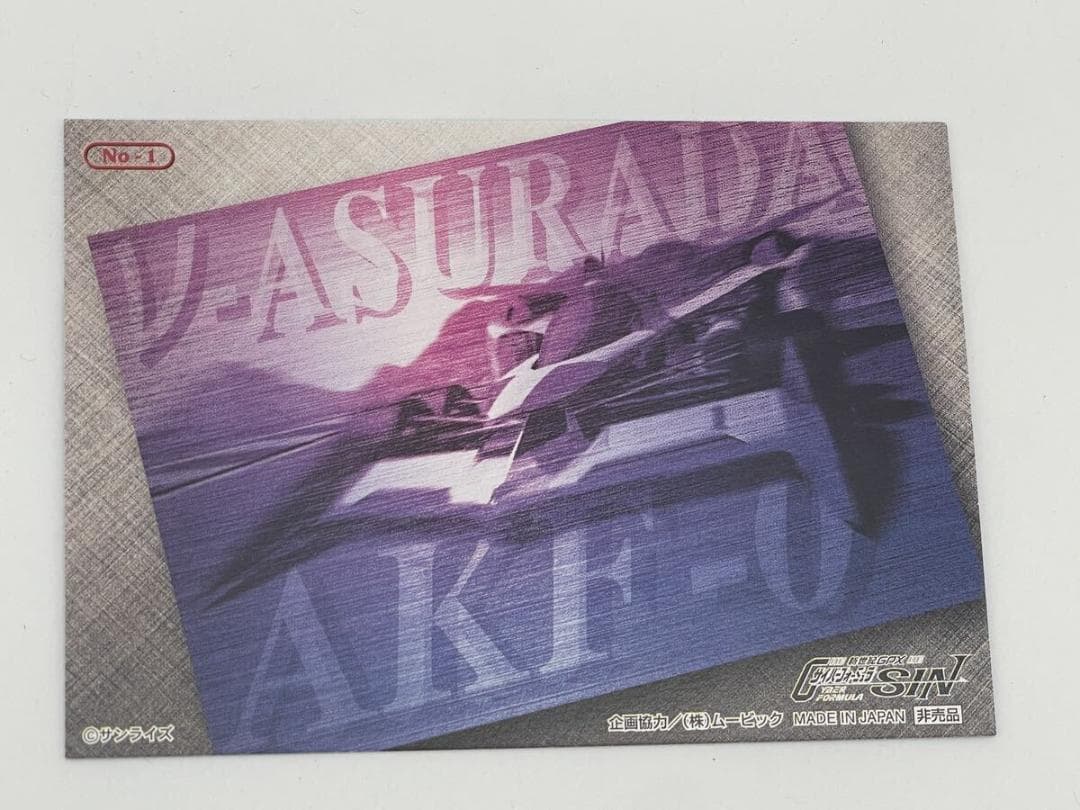 No - 1
ν-ASURADA
AKF-0
新世紀GPX
サイバーフォーミュラ
CYBER
FORMULA
SIN
企画協力/(株)ムービック MADE IN JAPAN 非売品
©サンライズ